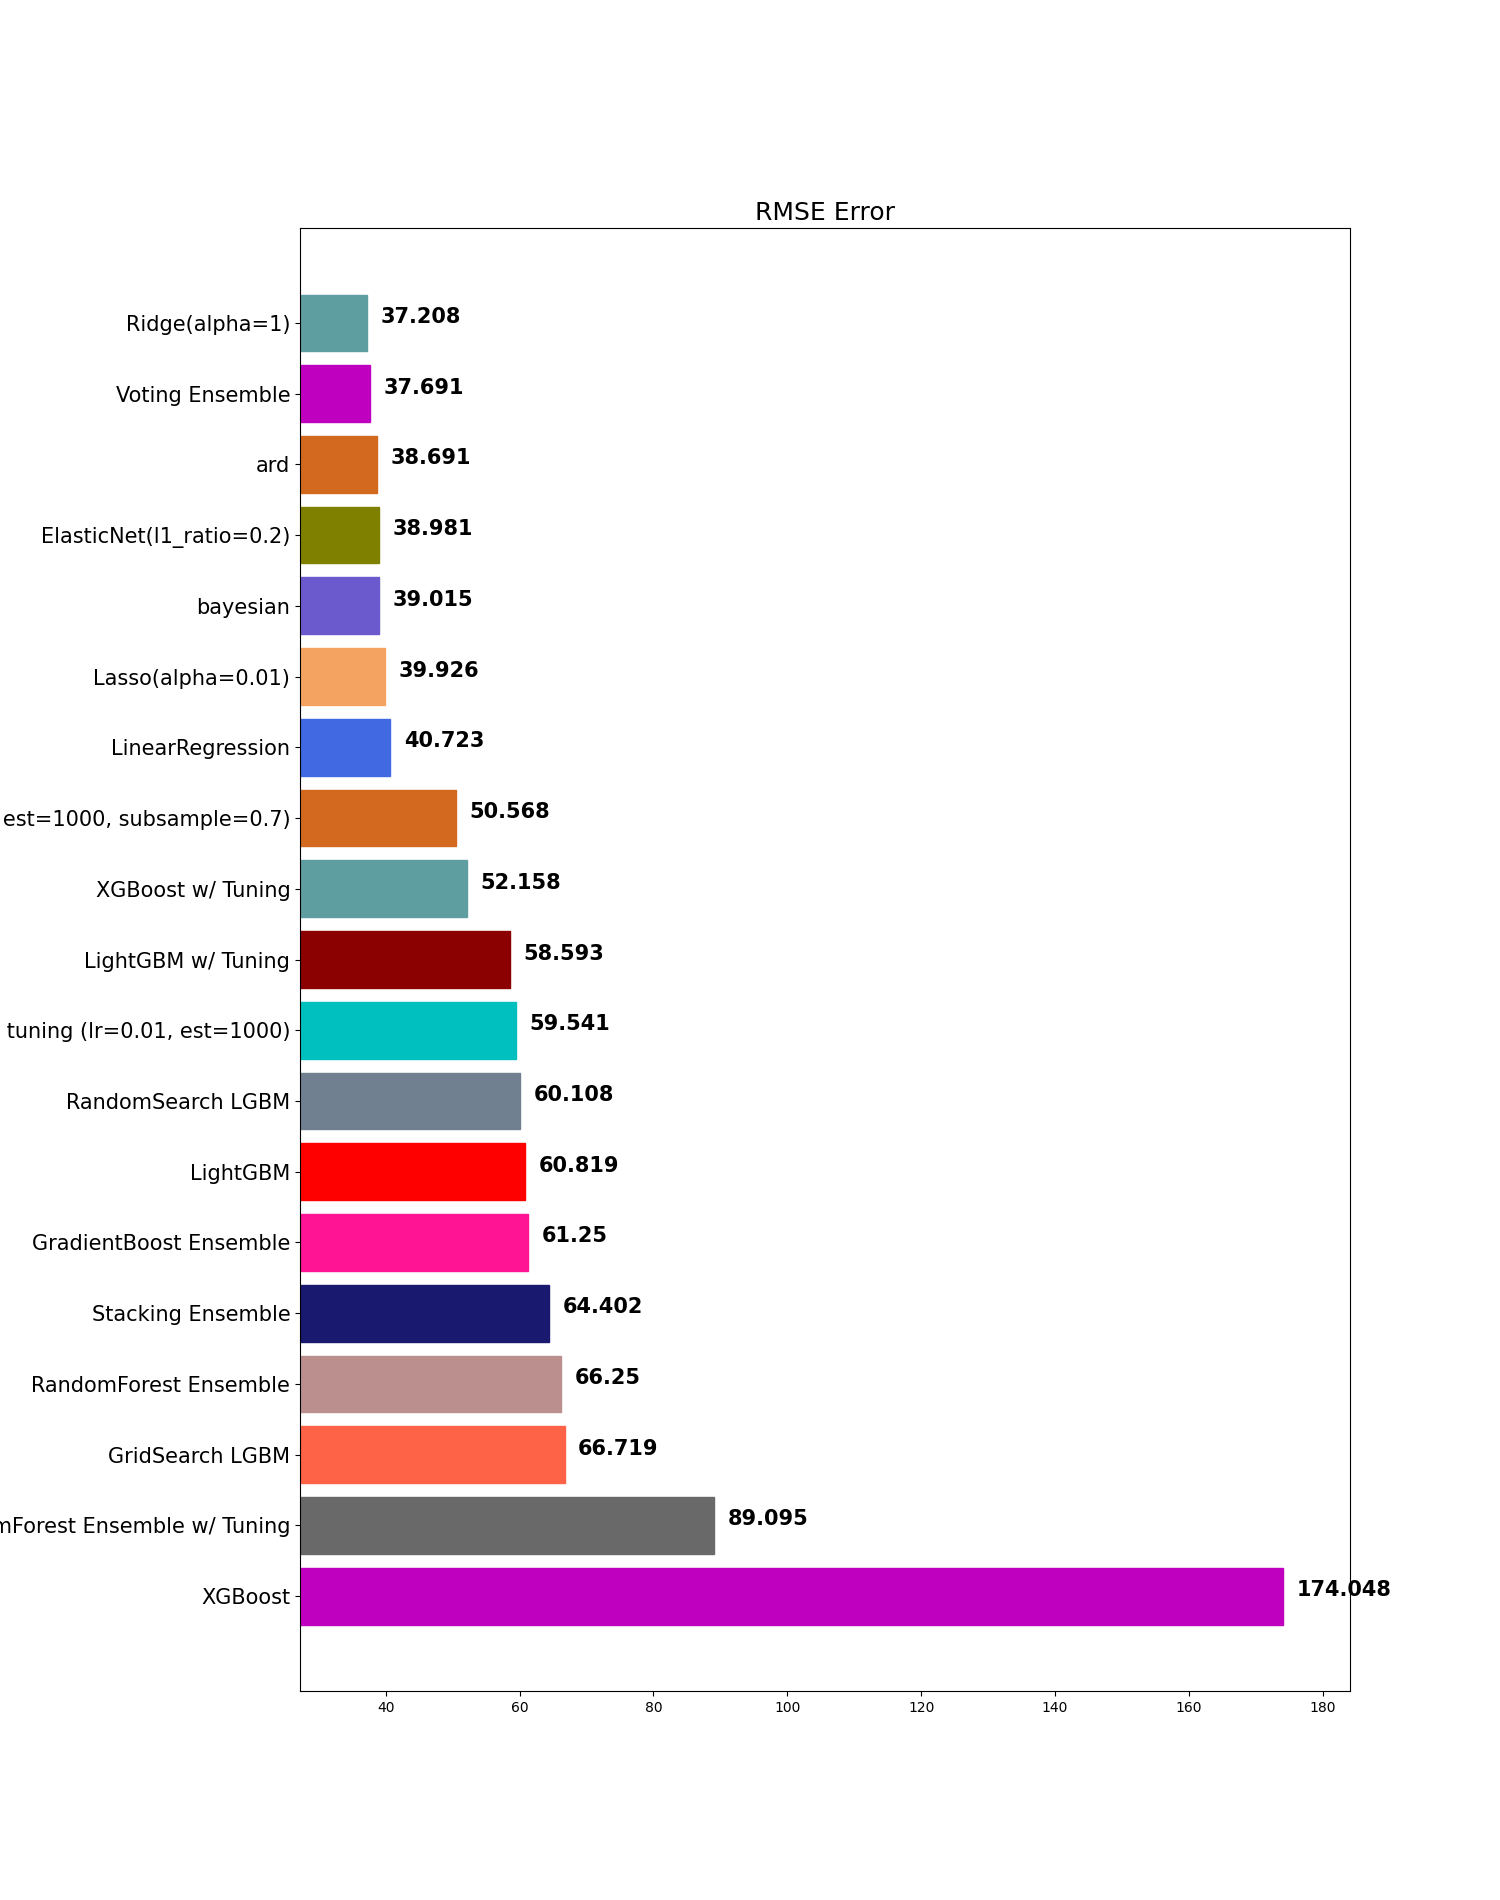 RMSE Error
Ridge(alpha=1) 37.208
Voting Ensemble 37.691
ard 38.691
ElasticNet(l1_ratio=0.2) 38.981
bayesian 39.015
Lasso(alpha=0.01) 39.926
LinearRegression 40.723
est=1000, subsample=0.7) 50.568
XGBoost w/ Tuning 52.158
LightGBM w/ Tuning 58.593
tuning (lr=0.01, est=1000) 59.541
RandomSearch LGBM 60.108
LightGBM 60.819
GradientBoost Ensemble 61.25
Stacking Ensemble 64.402
RandomForest Ensemble 66.25
GridSearch LGBM 66.719
mForest Ensemble w/ Tuning 89.095
XGBoost 174.048
40 60 80 100 120 140 160 180